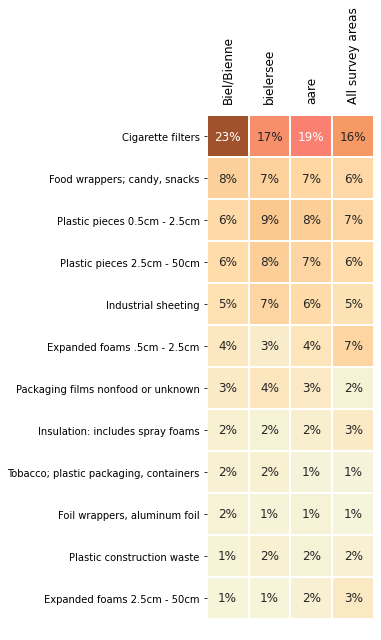 Biel/Bienne bielersee aare All survey areas
Cigarette filters 23% 17% 19% 16%
Food wrappers; candy, snacks 8% 7% 7% 6%
Plastic pieces 0.5cm - 2.5cm 6% 9% 8% 7%
Plastic pieces 2.5cm - 50cm 6% 8% 7% 6%
Industrial sheeting 5% 7% 6% 5%
Expanded foams .5cm - 2.5cm 4% 3% 4% 7%
Packaging films nonfood or unknown 3% 4% 3% 2%
Insulation: includes spray foams 2% 2% 2% 3%
Tobacco; plastic packaging, containers 2% 2% 1% 1%
Foil wrappers, aluminum foil 2% 1% 1% 1%
Plastic construction waste 1% 2% 2% 2%
Expanded foams 2.5cm - 50cm 1% 1% 2% 3%